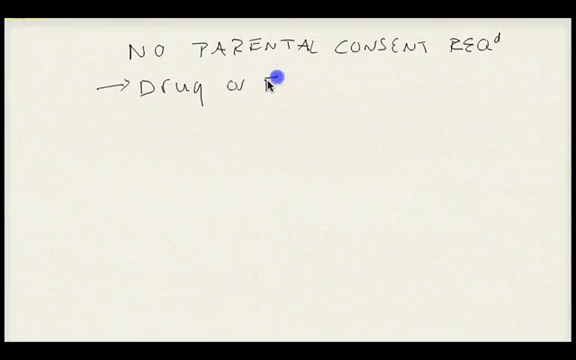 NO PARENTAL CONSENT REQd
→ Drug or